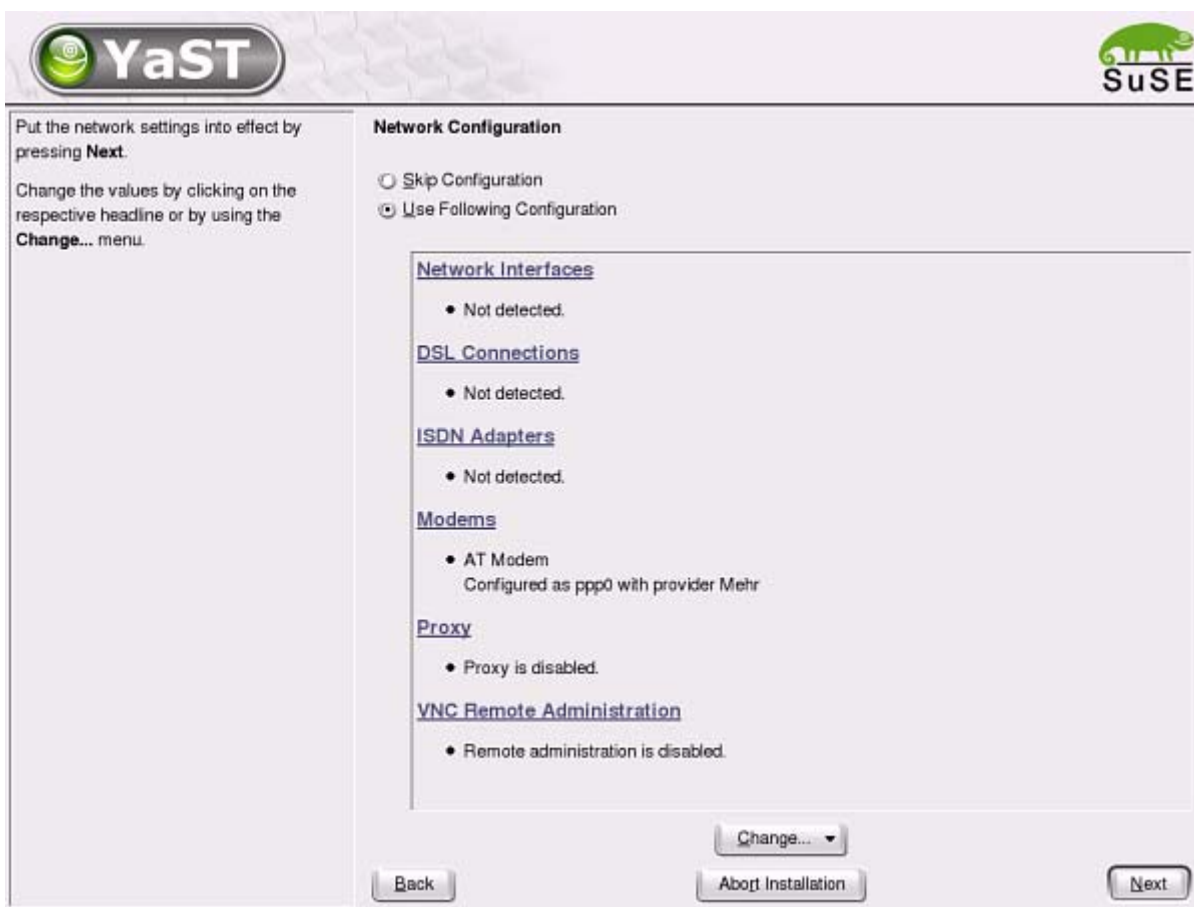 YaST
SuSE
Put the network settings into effect by
pressing Next.
Change the values by clicking on the
respective headline or by using the
Change... menu.
Network Configuration
Skip Configuration
Use Following Configuration
Network Interfaces
• Not detected.
DSL Connections
• Not detected.
ISDN Adapters
• Not detected.
Modems
• AT Modem
Configured as ppp0 with provider Mehr
Proxy
• Proxy is disabled.
VNC Remote Administration
• Remote administration is disabled.
Change...
Back
Abort Installation
Next